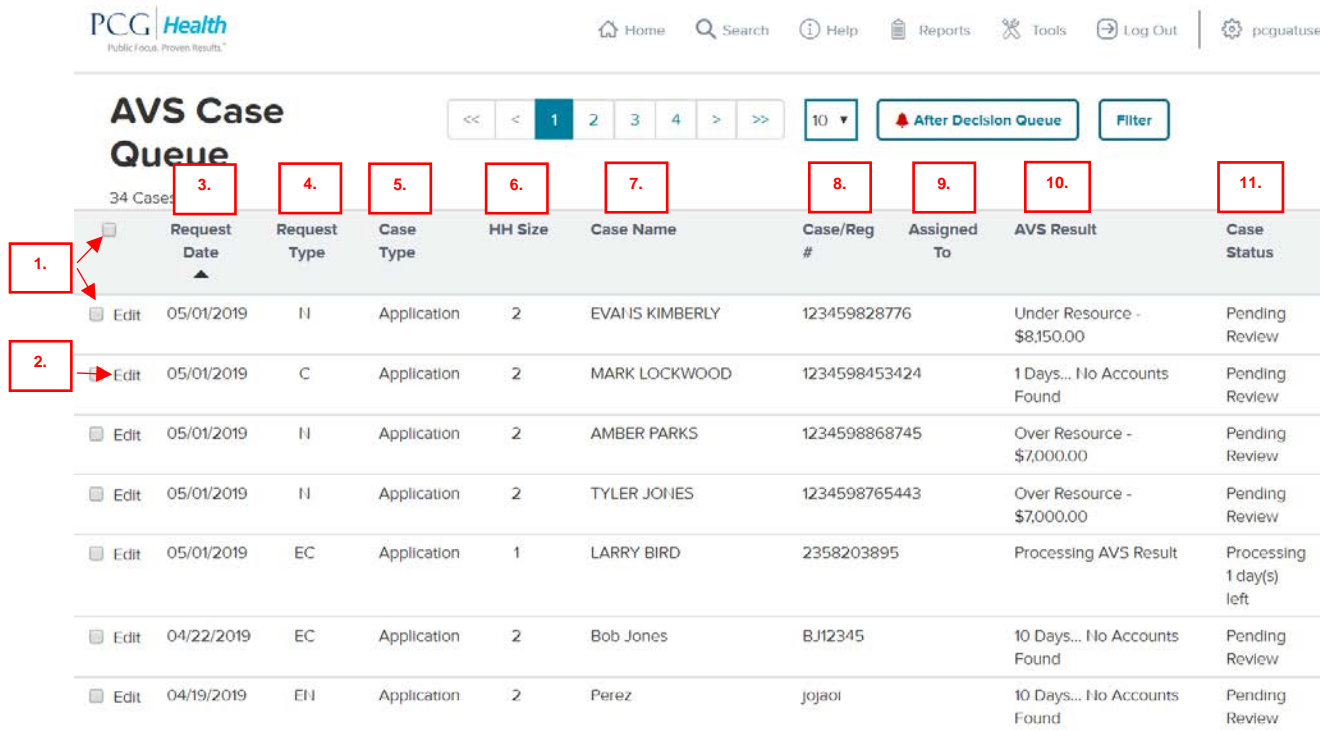 PCG Health
Public Focus. Proven Results.™
Home Search Help Reports Tools Log Out pcguatuse
AVS Case
Queue
<< < 1 2 3 4 > >> 10 After Decision Queue Filter
34 Cases
3. 4. 5. 6. 7. 8. 9. 10. 11.
Request Date Request Type Case Type HH Size Case Name Case/Reg # Assigned To AVS Result Case Status
1.
Edit 05/01/2019 N Application 2 EVANS KIMBERLY 123459828776 Under Resource - $8,150.00 Pending Review
2.
Edit 05/01/2019 C Application 2 MARK LOCKWOOD 1234598453424 1 Days... No Accounts Found Pending Review
Edit 05/01/2019 N Application 2 AMBER PARKS 1234598868745 Over Resource - $7,000.00 Pending Review
Edit 05/01/2019 N Application 2 TYLER JONES 1234598765443 Over Resource - $7,000.00 Pending Review
Edit 05/01/2019 EC Application 1 LARRY BIRD 2358203895 Processing AVS Result Processing 1 day(s) left
Edit 04/22/2019 EC Application 2 Bob Jones BJ12345 10 Days... No Accounts Found Pending Review
Edit 04/19/2019 EN Application 2 Perez jojaoi 10 Days... No Accounts Found Pending Review